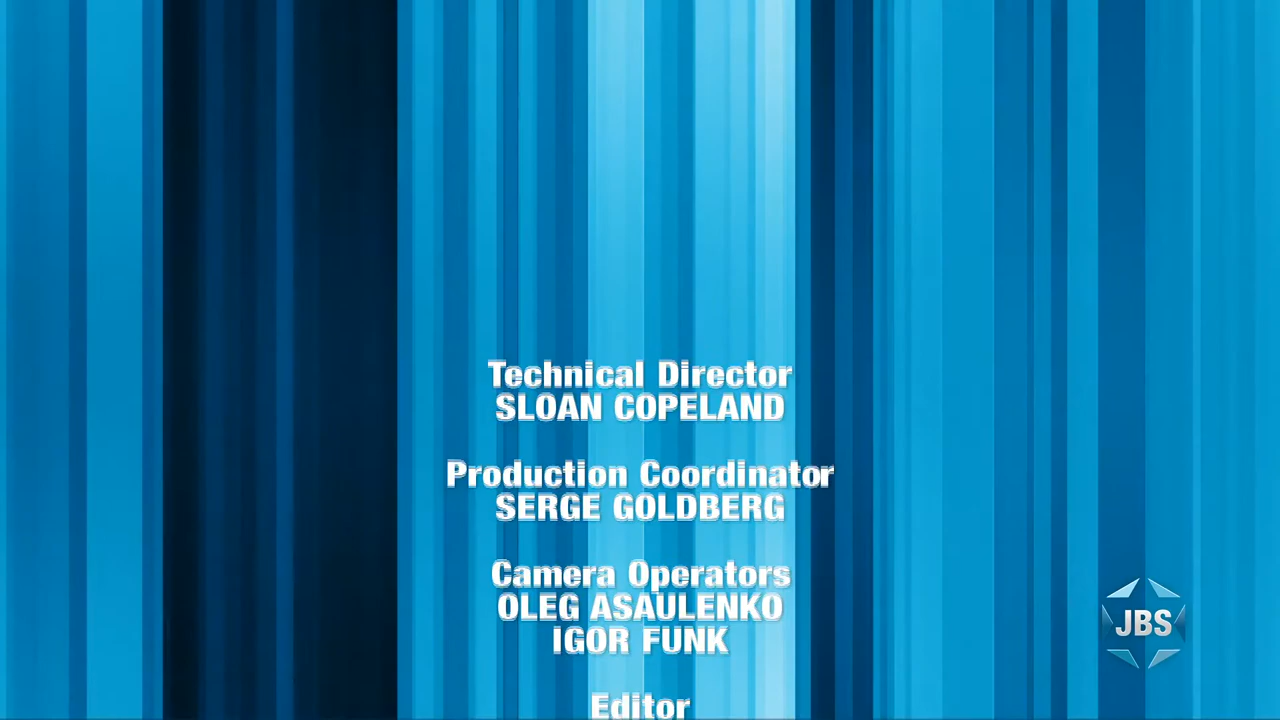 Technical Director
SLOAN COPELAND
Production Coordinator
SERGE GOLDBERG
Camera Operators
OLEG ASAULENKO
IGOR FUNK
Editor
JBS